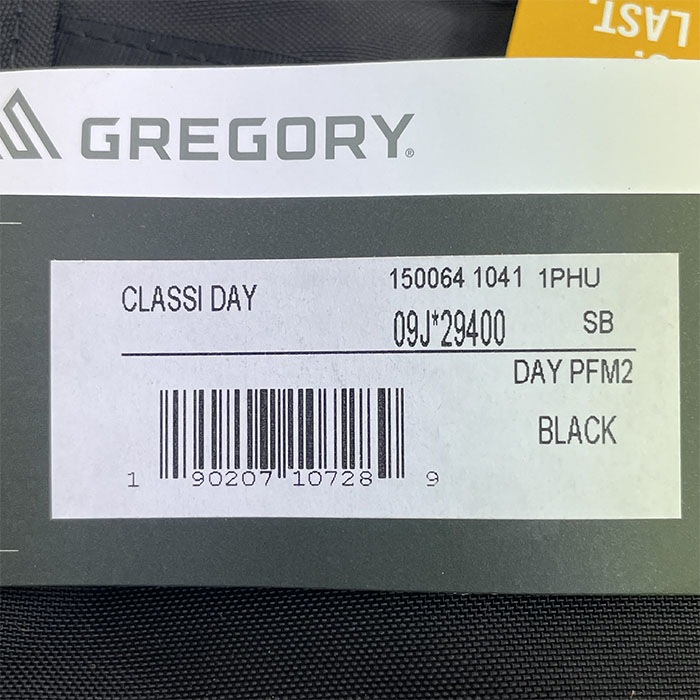 LAST.
GREGORY®
CLASSI DAY
150064 1041 1PHU
09J*29400 SB
DAY PFM2
BLACK
1 90207 10728 9